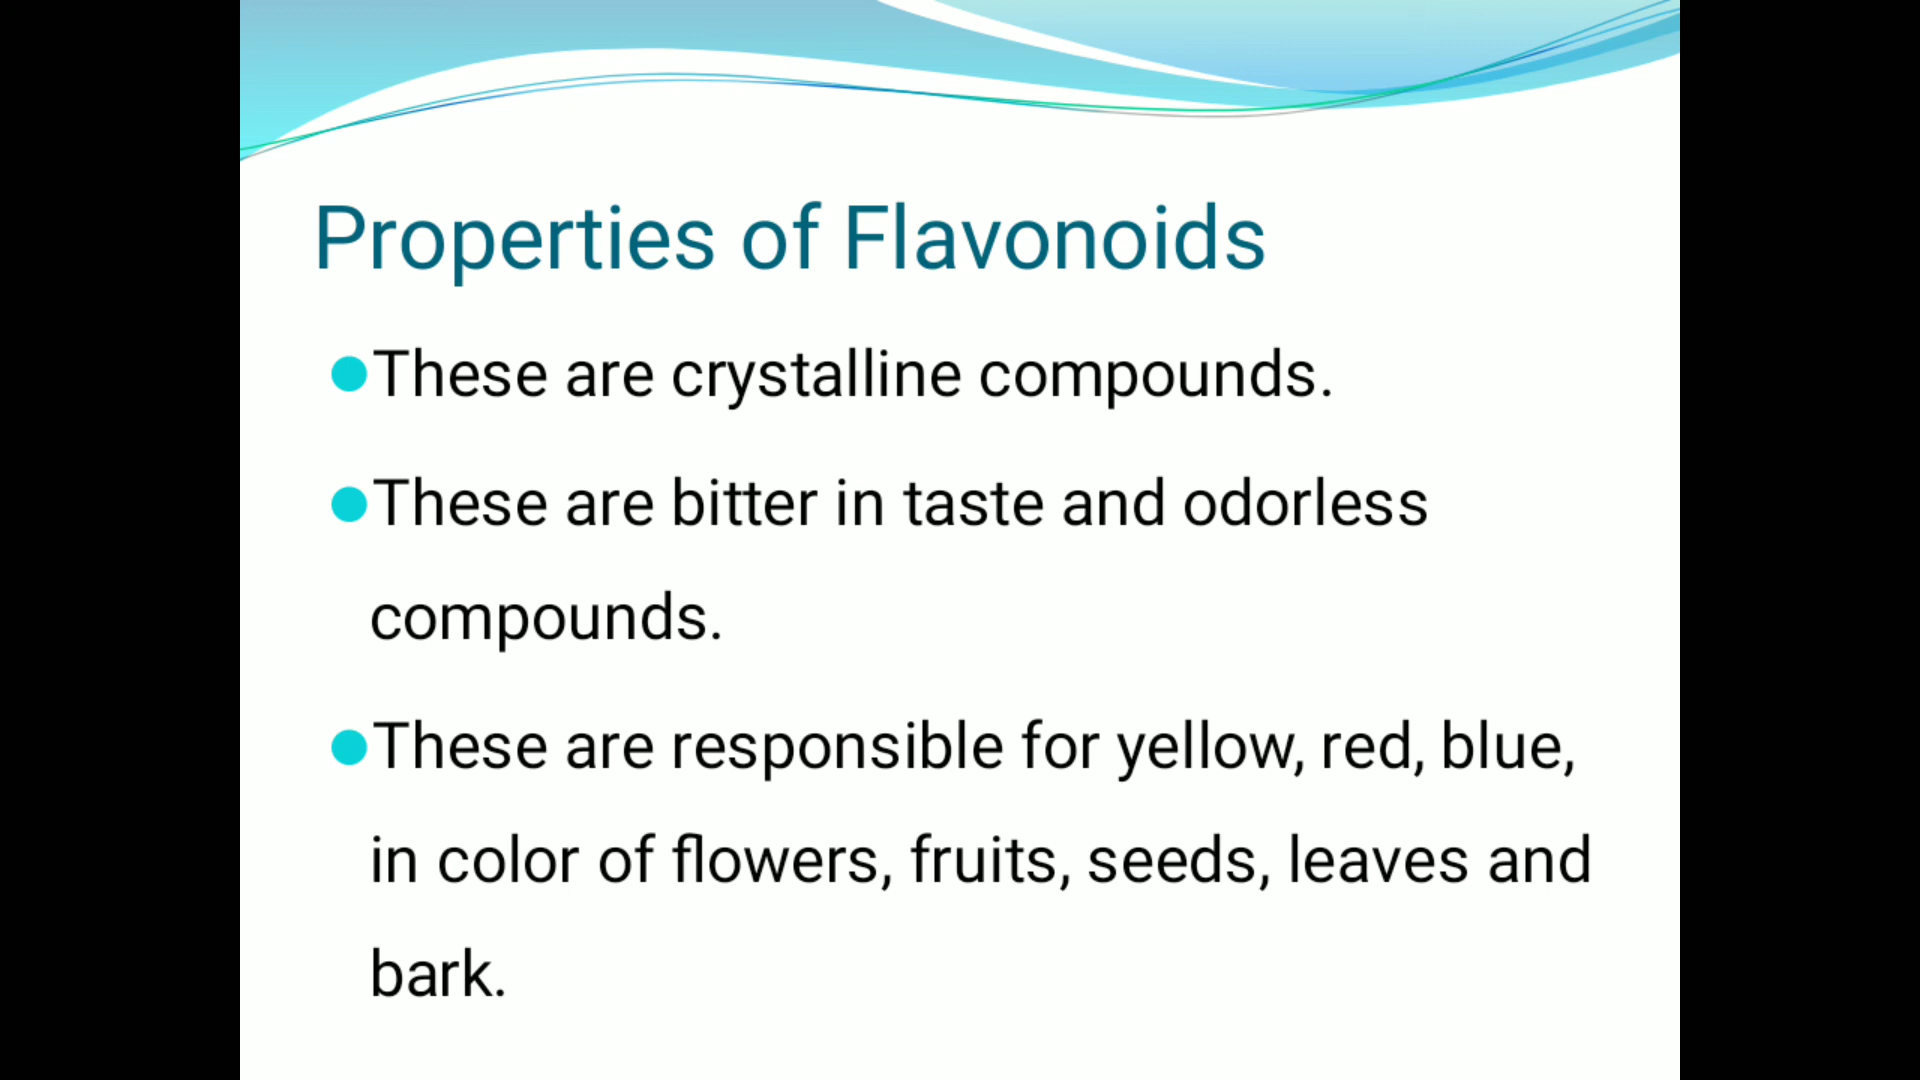 Properties of Flavonoids
These are crystalline compounds.
These are bitter in taste and odorless
compounds.
These are responsible for yellow, red, blue,
in color of flowers, fruits, seeds, leaves and
bark.